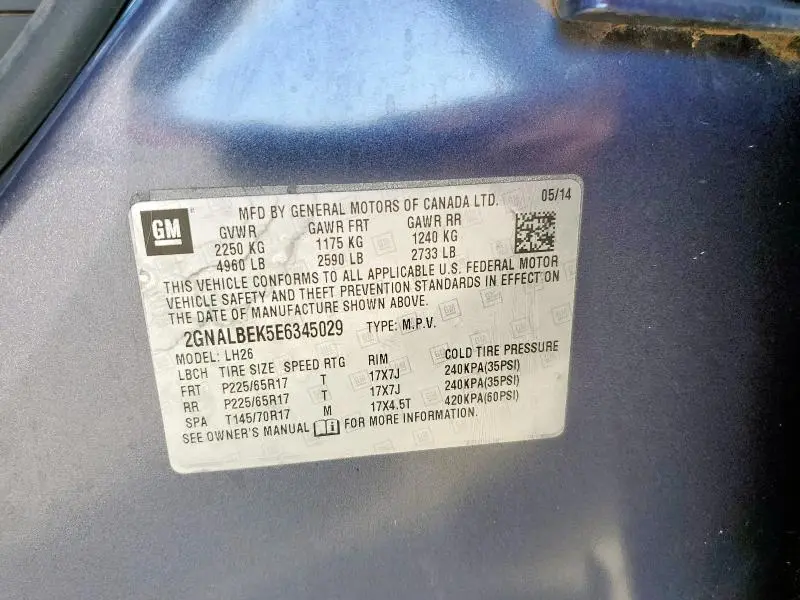 GM
MFD BY GENERAL MOTORS OF CANADA LTD. 05/14
GVWR GAWR FRT GAWR RR
2250 KG 1175 KG 1240 KG
4960 LB 2590 LB 2733 LB
THIS VEHICLE CONFORMS TO ALL APPLICABLE U.S. FEDERAL MOTOR
VEHICLE SAFETY AND THEFT PREVENTION STANDARDS IN EFFECT ON
THE DATE OF MANUFACTURE SHOWN ABOVE.
2GNALBEK5E6345029 TYPE: M.P.V.
MODEL: LH26
LBCH TIRE SIZE SPEED RTG RIM COLD TIRE PRESSURE
FRT P225/65R17 T 17X7J 240KPA(35PSI)
RR P225/65R17 T 17X7J 240KPA(35PSI)
SPA T145/70R17 M 17X4.5T 420KPA(60PSI)
SEE OWNER'S MANUAL FOR MORE INFORMATION.